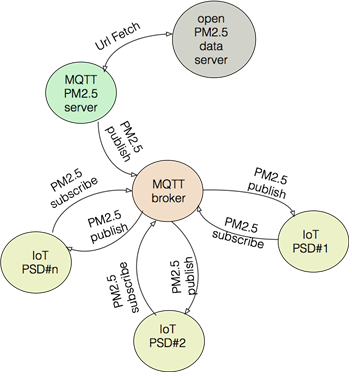 open
PM2.5
data
server
Url Fetch
MQTT
PM2.5
server
PM2.5
publish
MQTT
broker
PM2.5
subscribe
PM2.5
publish
PM2.5
publish
PM2.5
subscribe
IoT
PSD#n
IoT
PSD#1
PM2.5
subscribe
PM2.5
publish
IoT
PSD#2